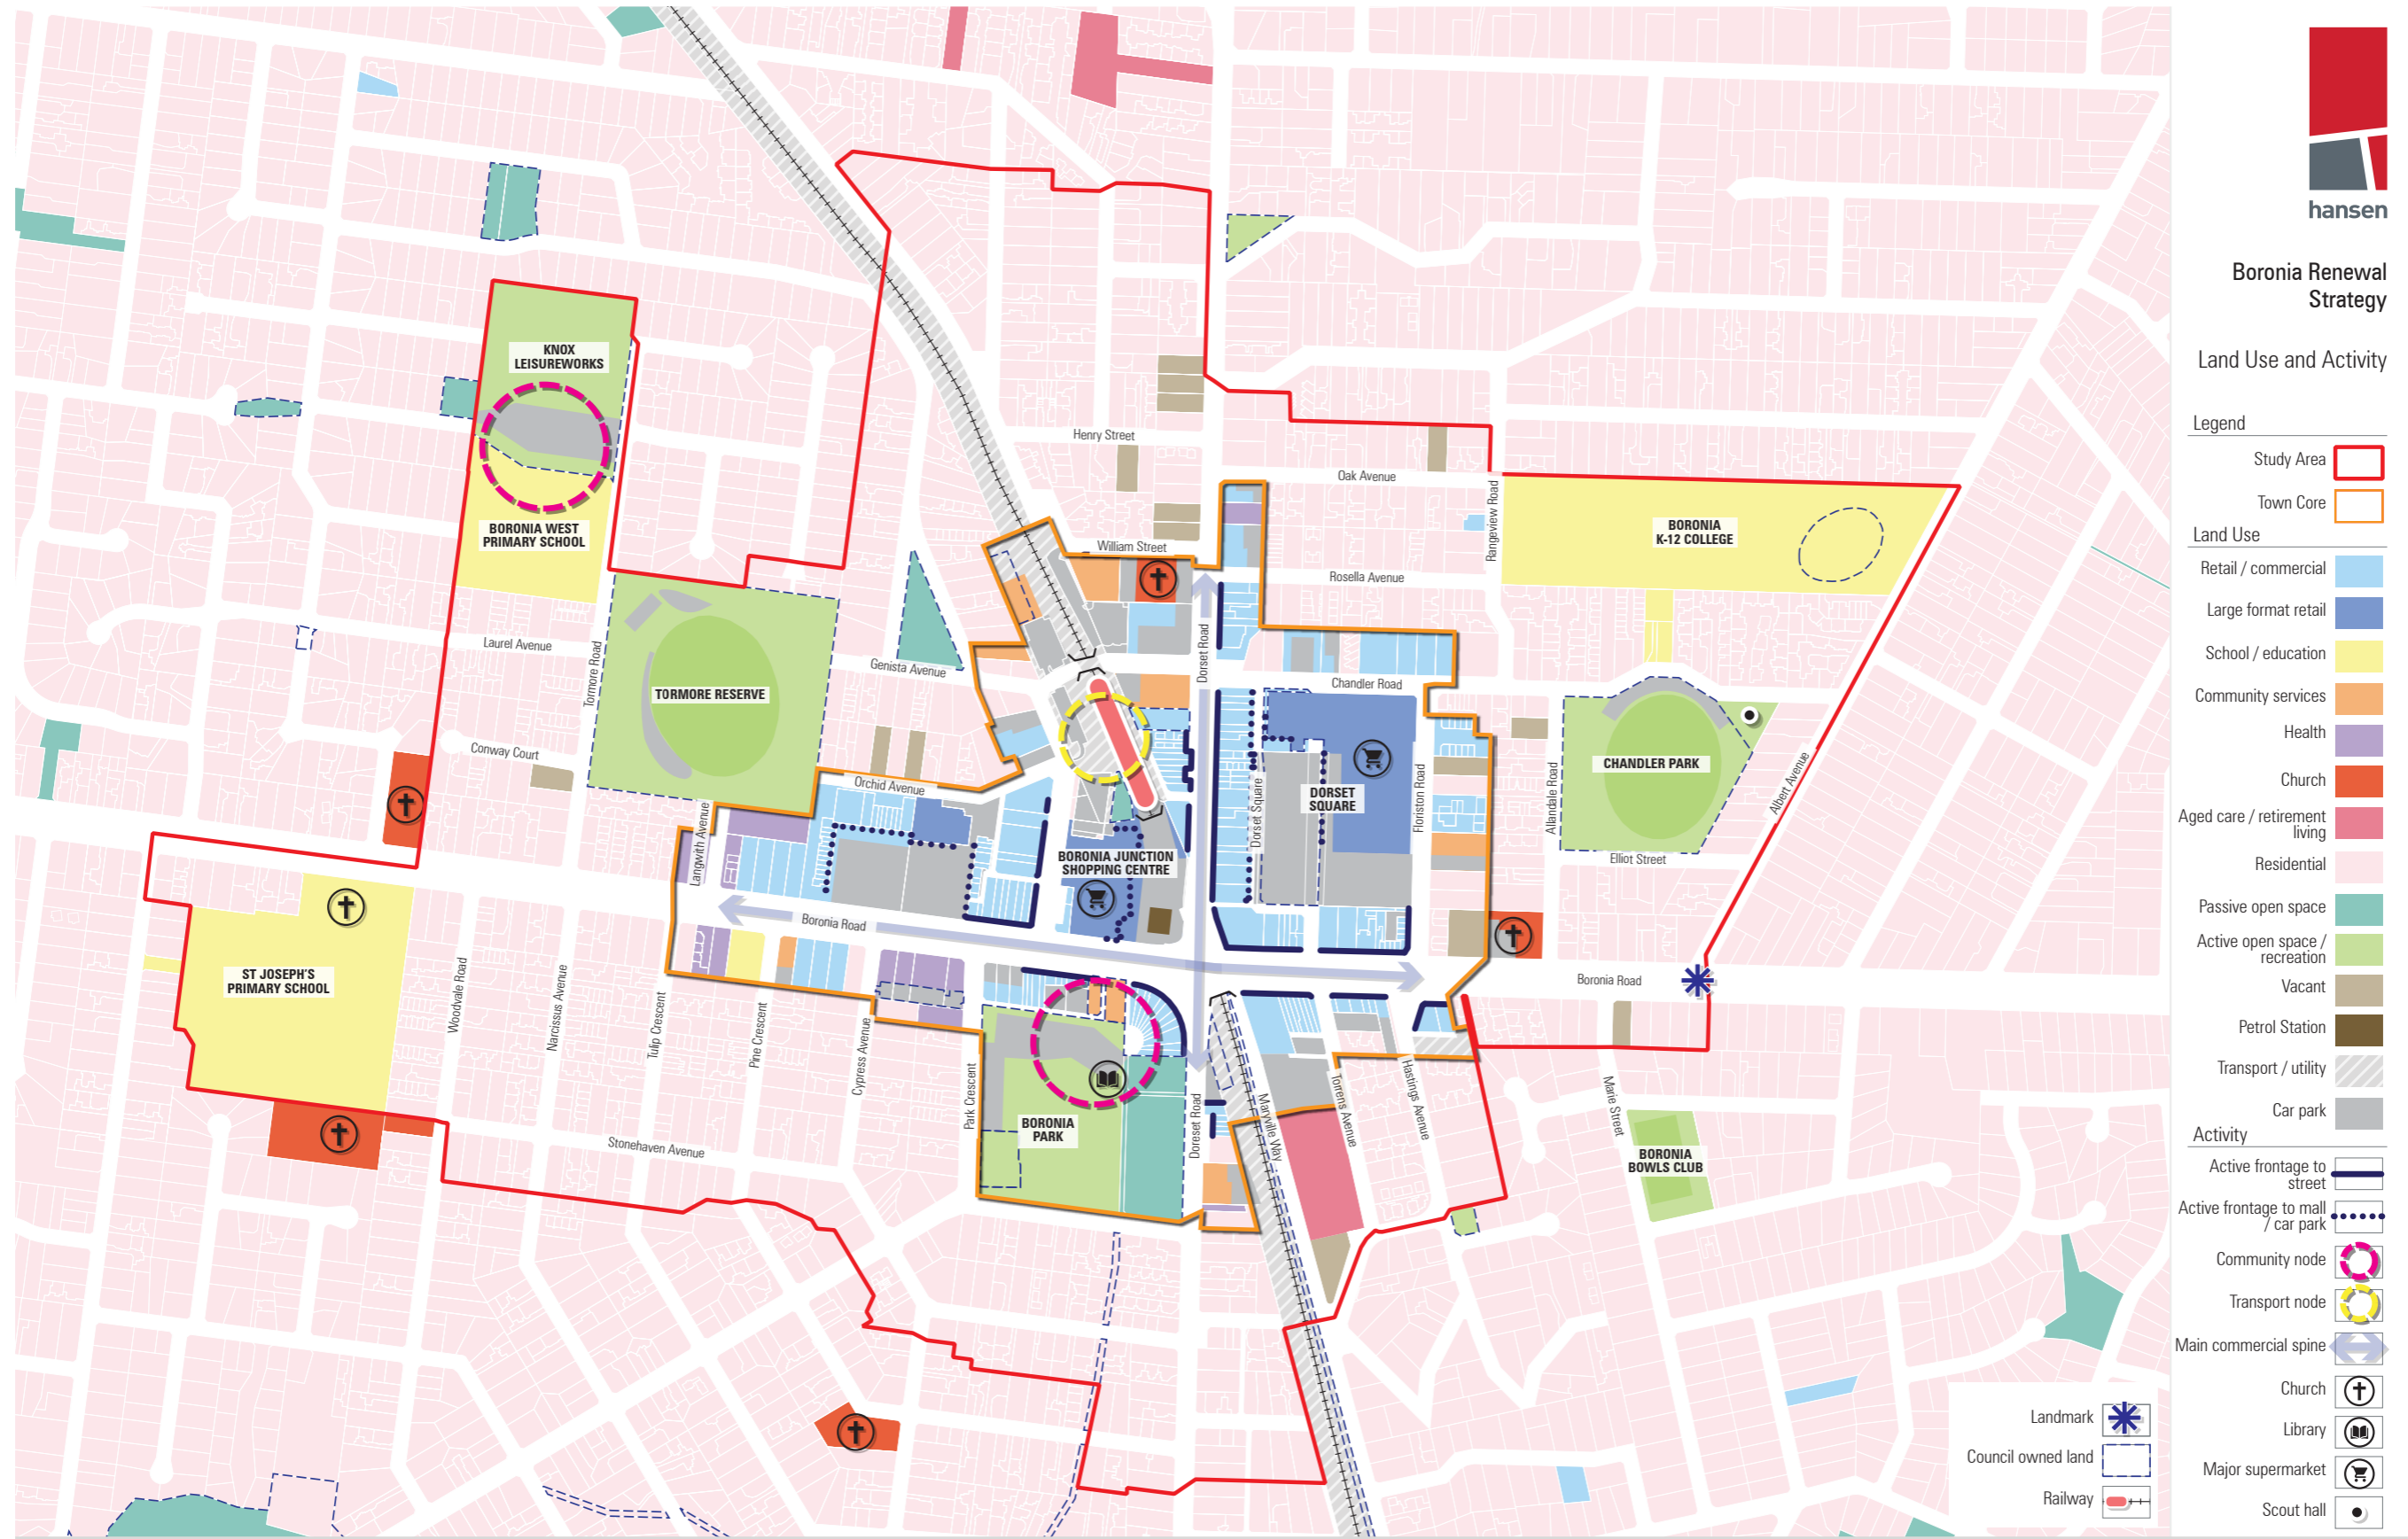 hansen
Boronia Renewal
Strategy
Land Use and Activity
Legend
Study Area
Town Core
Land Use
Retail / commercial
Large format retail
School / education
Community services
Health
Church
Aged care / retirement
living
Residential
Passive open space
Active open space /
recreation
Vacant
Petrol Station
Transport / utility
Car park
Activity
Active frontage to
street
Active frontage to mall
/ car park
Community node
Transport node
Main commercial spine
Church
Library
Major supermarket
Scout hall
Landmark
Council owned land
Railway
KNOX
LEISUREWORKS
BORONIA WEST
PRIMARY SCHOOL
Henry Street
Oak Avenue
Rangeview Road
BORONIA
K-12 COLLEGE
William Street
Rosella Avenue
Laurel Avenue
Tormore Road
TORMORE RESERVE
Genista Avenue
Dorset Road
Chandler Road
Conway Court
Orchid Avenue
Langwith Avenue
BORONIA JUNCTION
SHOPPING CENTRE
Dorset Square
DORSET
SQUARE
Floriston Road
Allandale Road
CHANDLER PARK
Albert Avenue
Elliot Street
Boronia Road
Boronia Road
ST JOSEPH'S
PRIMARY SCHOOL
Woodvale Road
Narcissus Avenue
Tulip Crescent
Pine Crescent
Cypress Avenue
Park Crescent
Stonehaven Avenue
BORONIA
PARK
Doreset Road
Maryville Way
Torrens Avenue
Hastings Avenue
Marie Street
BORONIA
BOWLS CLUB